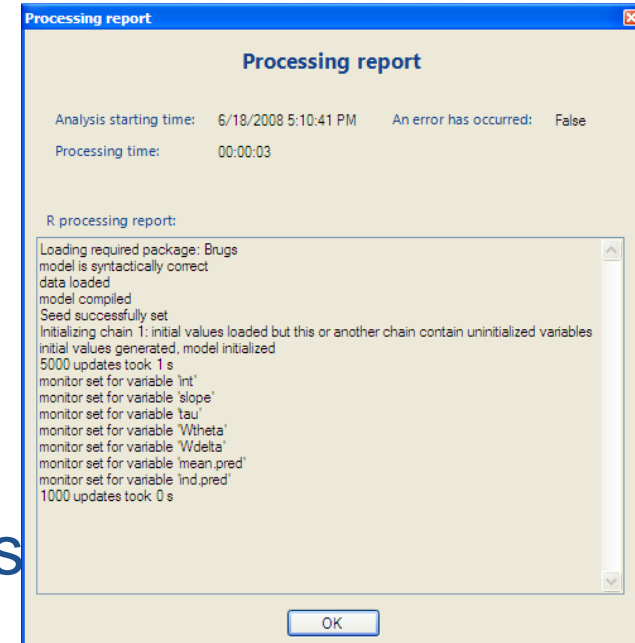 Processing report
Processing report
Analysis starting time: 6/18/2008 5:10:41 PM An error has occurred: False
Processing time: 00:00:03
R processing report:
Loading required package: Brugs
model is syntactically correct
data loaded
model compiled
Seed successfully set
Initializing chain 1: initial values loaded but this or another chain contain uninitialized variables
initial values generated, model initialized
5000 updates took 1 s
monitor set for variable 'int'
monitor set for variable 'slope'
monitor set for variable 'tau'
monitor set for variable 'Wtheta'
monitor set for variable 'Wdelta'
monitor set for variable 'mean.pred'
monitor set for variable 'ind.pred'
1000 updates took 0 s
s
OK